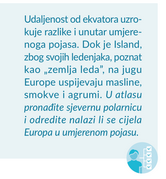 Udaljenost od ekvatora uzro-
kuje razlike i unutar umjere-
noga pojasa. Dok je Island,
zbog svojih ledenjaka, poznat
kao „zemlja leda”, na jugu
Europe uspijevaju masline,
smokve i agrumi. U atlasu
pronađite sjevernu polarnicu
i odredite nalazi li se cijela
Europa u umjerenom pojasu.